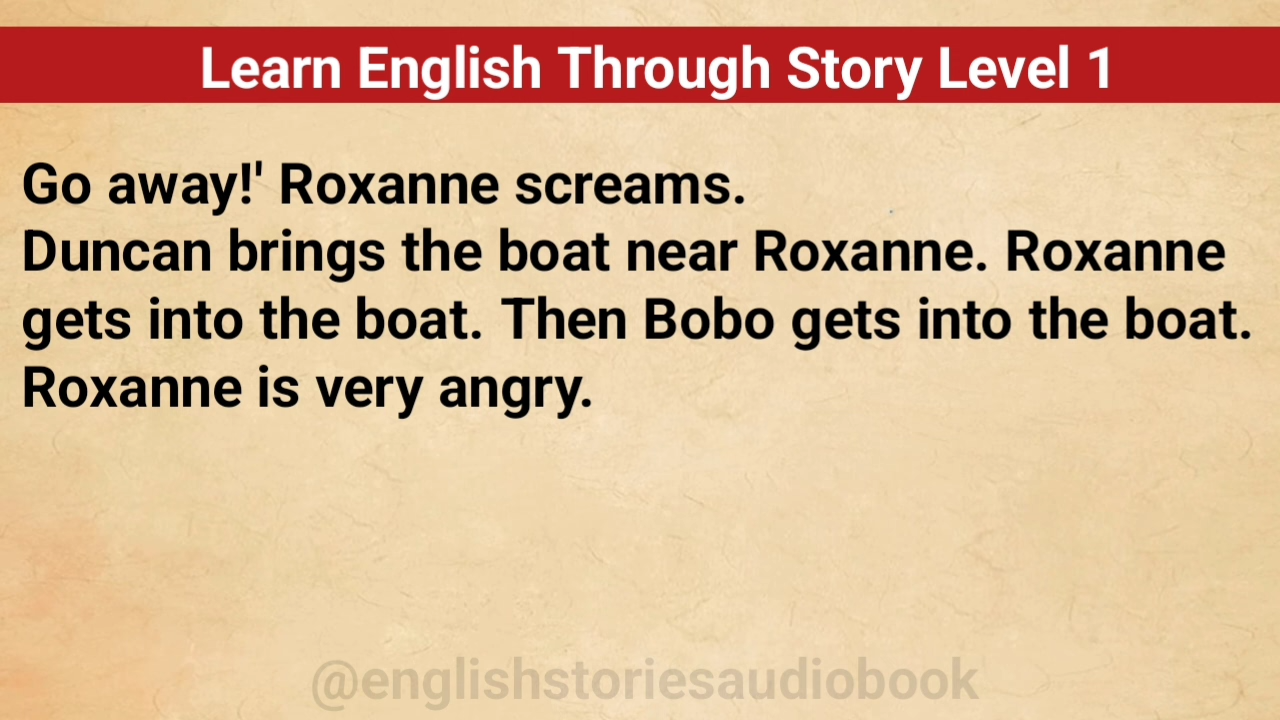 Learn English Through Story Level 1
Go away!' Roxanne screams.
Duncan brings the boat near Roxanne. Roxanne
gets into the boat. Then Bobo gets into the boat.
Roxanne is very angry.
@englishstoriesaudiobook